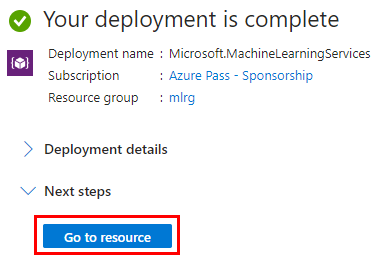 Your deployment is complete
Deployment name : Microsoft.MachineLearningServices
Subscription : Azure Pass - Sponsorship
Resource group : mlrg
Deployment details
Next steps
Go to resource